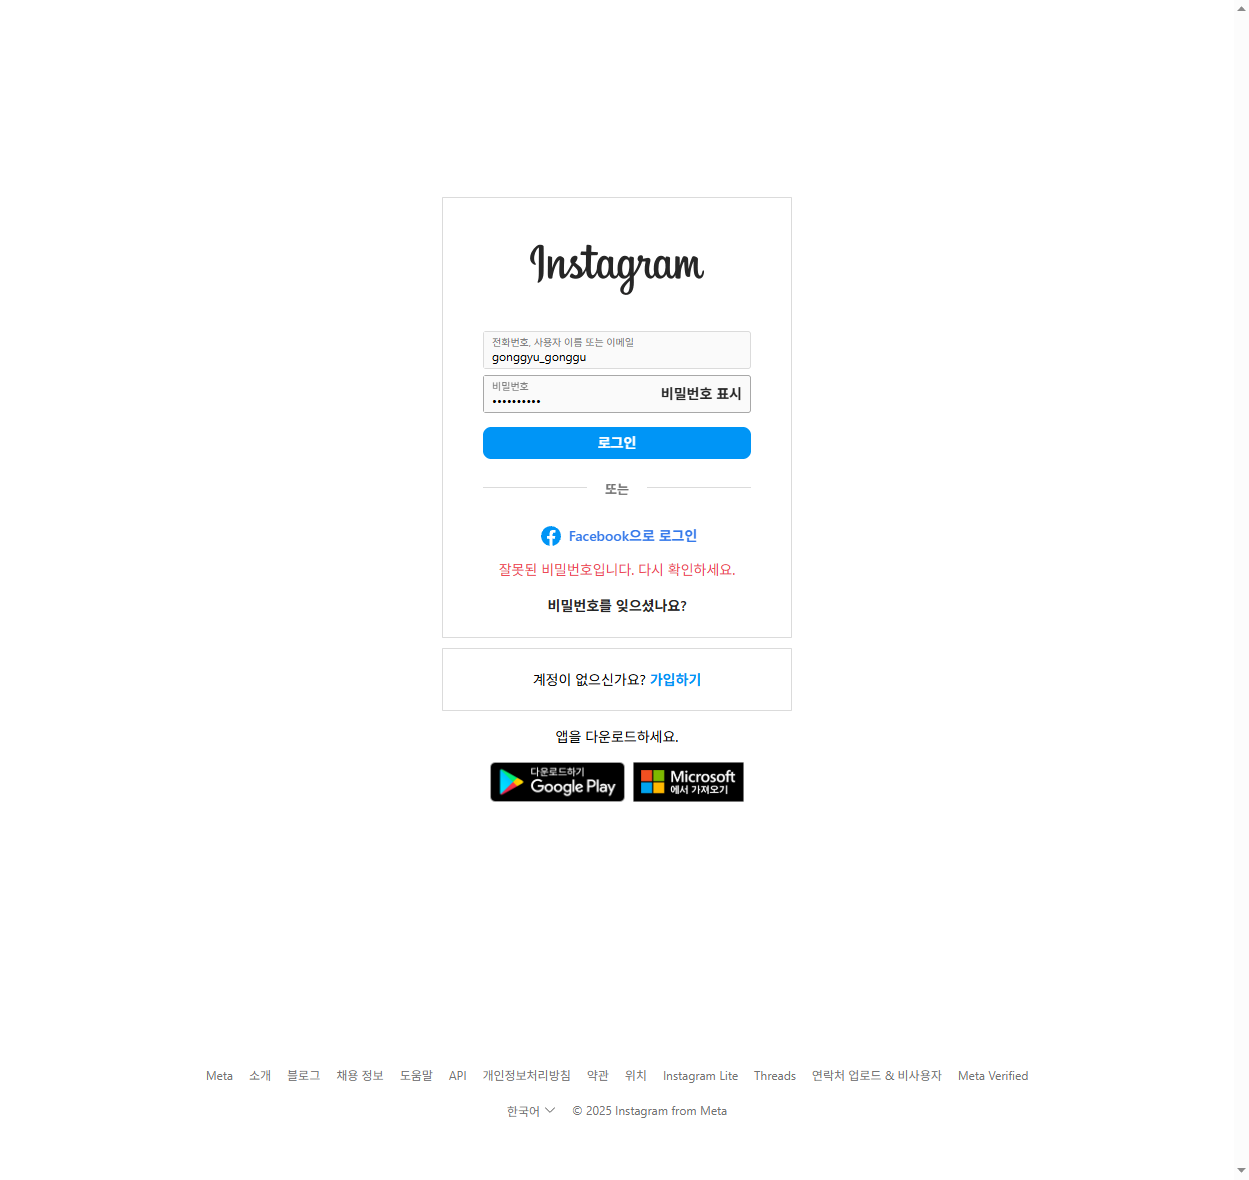 Instagram
전화번호, 사용자 이름 또는 이메일
gonggyu_gonggu
비밀번호
••••••••••
비밀번호 표시
로그인
또는
Facebook으로 로그인
잘못된 비밀번호입니다. 다시 확인하세요.
비밀번호를 잊으셨나요?
계정이 없으신가요? 가입하기
앱을 다운로드하세요.
다운로드하기
Google Play
Microsoft
에서 가져오기
Meta 소개 블로그 채용 정보 도움말 API 개인정보처리방침 약관 위치 Instagram Lite Threads 연락처 업로드 & 비사용자 Meta Verified
한국어 © 2025 Instagram from Meta